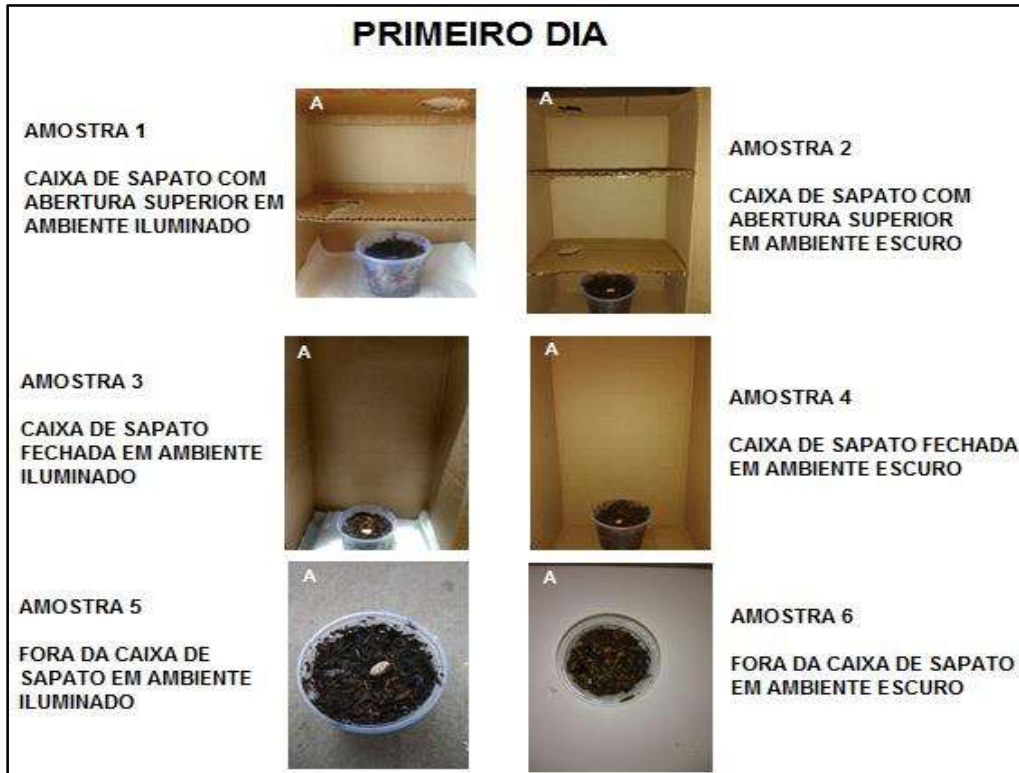 PRIMEIRO DIA
AMOSTRA 1
CAIXA DE SAPATO COM
ABERTURA SUPERIOR EM
AMBIENTE ILUMINADO
A
A
AMOSTRA 2
CAIXA DE SAPATO COM
ABERTURA SUPERIOR
EM AMBIENTE ESCURO
AMOSTRA 3
CAIXA DE SAPATO
FECHADA EM AMBIENTE
ILUMINADO
A
A
AMOSTRA 4
CAIXA DE SAPATO FECHADA
EM AMBIENTE ESCURO
AMOSTRA 5
FORA DA CAIXA DE
SAPATO EM AMBIENTE
ILUMINADO
A
A
AMOSTRA 6
FORA DA CAIXA DE SAPATO
EM AMBIENTE ESCURO